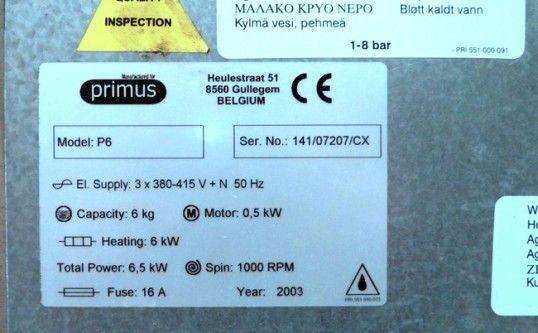 QUALITY
INSPECTION
ΜΑΛΑΚΟ ΚΡΥΟ ΝΕΡΟ
Kylmä vesi, pehmeä
Bløtt kaldt vann
1-8 bar
PRI 551-000-091
Manufactured for
primus
Heulestraat 51
8560 Gullegem
BELGIUM
CE
Model: P6
Ser. No.: 141/07207/CX
El. Supply: 3 x 380-415 V + N 50 Hz
Capacity: 6 kg
M Motor: 0,5 kW
Heating: 6 kW
Total Power: 6,5 kW
Spin: 1000 RPM
Fuse: 16 A
Year: 2003